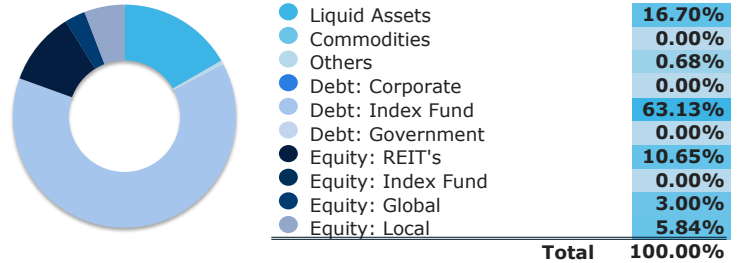 Liquid Assets 16.70%
Commodities 0.00%
Others 0.68%
Debt: Corporate 0.00%
Debt: Index Fund 63.13%
Debt: Government 0.00%
Equity: REIT's 10.65%
Equity: Index Fund 0.00%
Equity: Global 3.00%
Equity: Local 5.84%
Total 100.00%